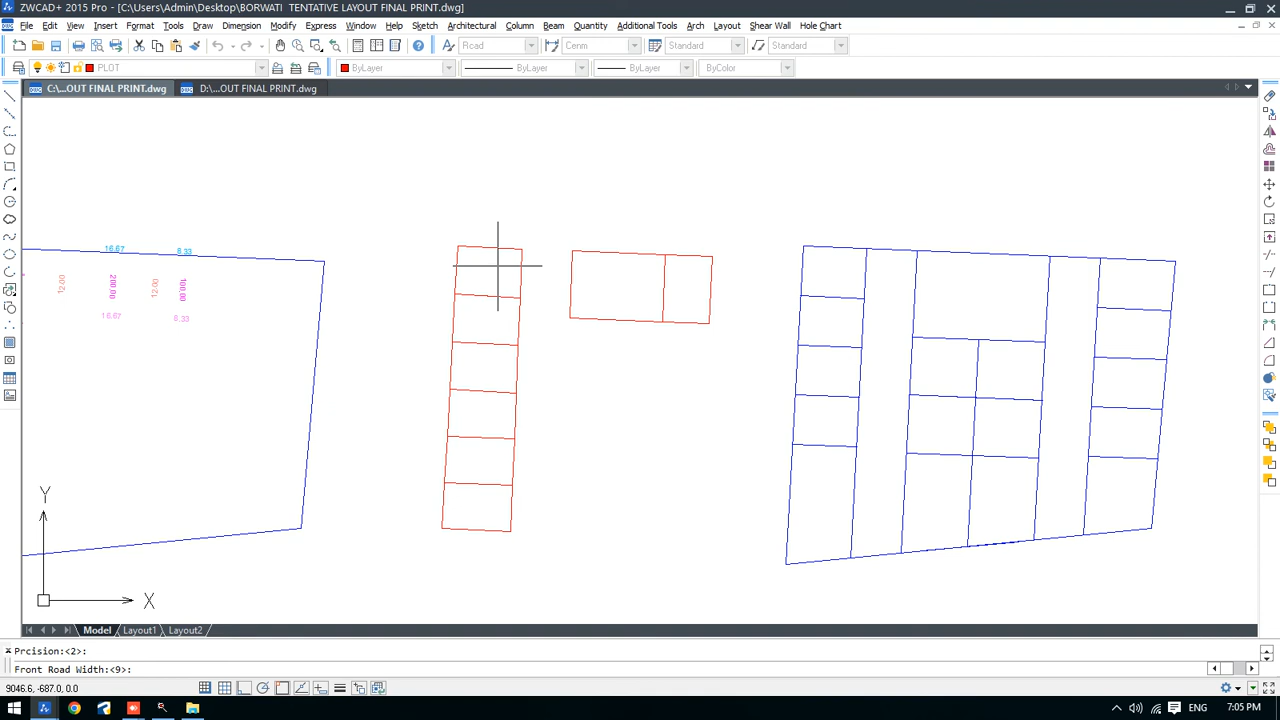 ZWCAD+ 2015 Pro - [C:\Users\Admin\Desktop\BORWATI  TENTATIVE LAYOUT FINAL PRINT.dwg]
File Edit View Insert Format Tools Draw Dimension Modify Express Window Help Sketch Architectural Column Beam Quantity Additional Tools Arch Layout Shear Wall Hole Chart
Rcad Cenm Standard Standard
PLOT ByLayer ByLayer ByLayer ByColor
C:\...OUT FINAL PRINT.dwg D:\...OUT FINAL PRINT.dwg
16.67 8.33
12.00 200.00 12.00 100.00
16.67 8.33
Y
X
Model Layout1 Layout2
Prcision:<2>:
Front Road Width:<9>:
9046.6, -687.0, 0.0
ENG 7:05 PM